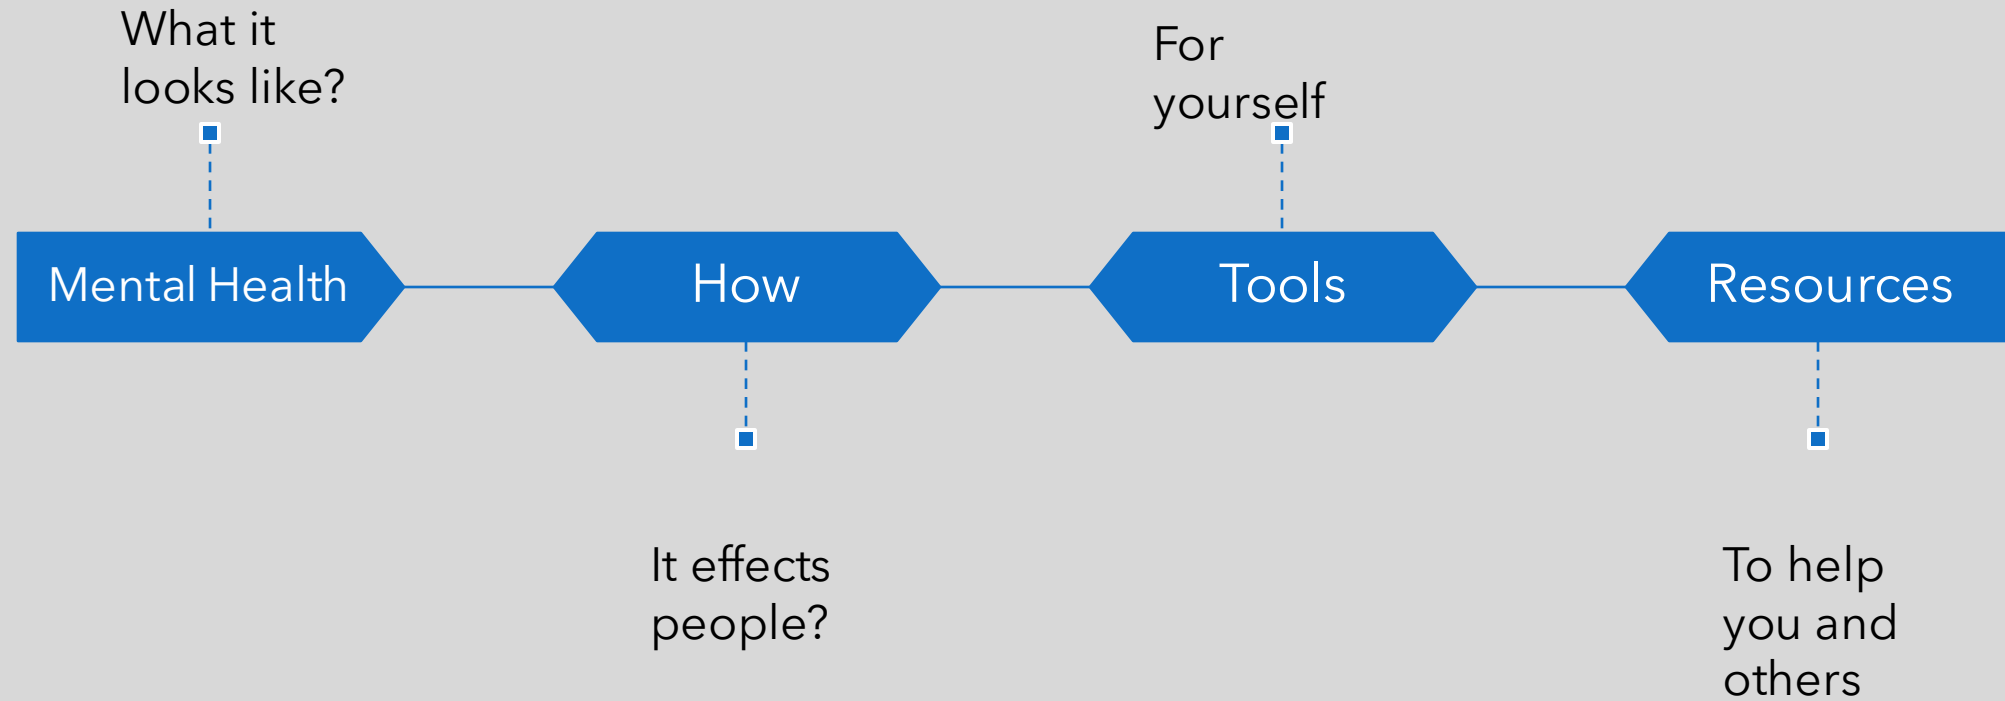 What it
looks like?
For
yourself
Mental Health
How
Tools
Resources
It effects
people?
To help
you and
others